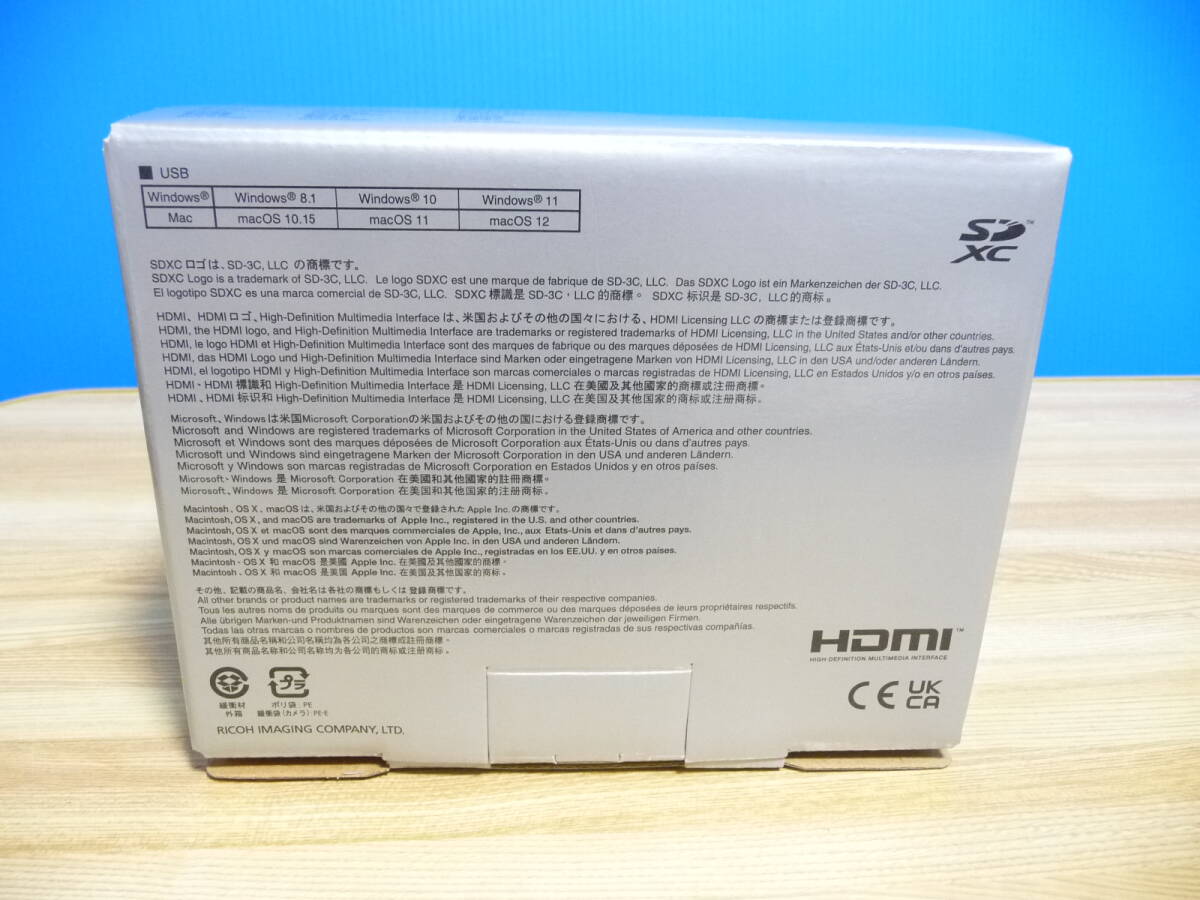 ■ USB
Windows® Windows® 8.1 Windows® 10 Windows® 11
Mac macOS 10.15 macOS 11 macOS 12
SD XC™
SDXC ロゴは、SD-3C, LLC の商標です。
SDXC Logo is a trademark of SD-3C, LLC. Le logo SDXC est une marque de fabrique de SD-3C, LLC. Das SDXC Logo ist ein Markenzeichen der SD-3C, LLC.
El logotipo SDXC es una marca comercial de SD-3C, LLC. SDXC 標識是 SD-3C，LLC 的商標。 SDXC 标识是 SD-3C, LLC 的商标。
HDMI、HDMI ロゴ、High-Definition Multimedia Interface は、米国およびその他の国々における、HDMI Licensing LLC の商標または登録商標です。
HDMI, the HDMI logo, and High-Definition Multimedia Interface are trademarks or registered trademarks of HDMI Licensing, LLC in the United States and/or other countries.
HDMI, le logo HDMI et High-Definition Multimedia Interface sont des marques de fabrique ou des marques déposées de HDMI Licensing, LLC aux États-Unis et/ou dans d'autres pays.
HDMI, das HDMI Logo und High-Definition Multimedia Interface sind Marken oder eingetragene Marken von HDMI Licensing, LLC in den USA und/oder anderen Ländern.
HDMI, el logotipo HDMI y High-Definition Multimedia Interface son marcas comerciales o marcas registradas de HDMI Licensing, LLC en Estados Unidos y/o en otros países.
HDMI、HDMI 標識和 High-Definition Multimedia Interface 是 HDMI Licensing, LLC 在美國及其他國家的商標或註冊商標。
HDMI、HDMI 标识和 High-Definition Multimedia Interface 是 HDMI Licensing, LLC 在美国及其他国家的商标或注册商标。
Microsoft、Windowsは米国Microsoft Corporationの米国およびその他の国における登録商標です。
Microsoft and Windows are registered trademarks of Microsoft Corporation in the United States of America and other countries.
Microsoft et Windows sont des marques déposées de Microsoft Corporation aux États-Unis ou dans d'autres pays.
Microsoft und Windows sind eingetragene Marken der Microsoft Corporation in den USA und anderen Ländern.
Microsoft y Windows son marcas registradas de Microsoft Corporation en Estados Unidos y en otros países.
Microsoft、Windows 是 Microsoft Corporation 在美國和其他國家的註冊商標。
Microsoft、Windows 是 Microsoft Corporation 在美国和其他国家的注册商标。
Macintosh、OS X、macOS は、米国およびその他の国々で登録された Apple Inc. の商標です。
Macintosh, OS X, and macOS are trademarks of Apple Inc., registered in the U.S. and other countries.
Macintosh, OS X et macOS sont des marques commerciales de Apple Inc., aux Etats-Unis et dans d'autres pays.
Macintosh, OS X und macOS sind Warenzeichen von Apple Inc. in den USA und anderen Ländern.
Macintosh, OS X y macOS son marcas comerciales de Apple Inc., registradas en los EE.UU. y en otros países.
Macintosh、OS X 和 macOS 是美國 Apple Inc. 在美國及其他國家的商標。
Macintosh、OS X 和 macOS 是美国 Apple Inc. 在美国及其他国家的商标。
その他、記載の商品名、会社名は各社の商標もしくは登録商標です。
All other brands or product names are trademarks or registered trademarks of their respective companies.
Tous les autres noms de produits ou marques sont des marques de commerce ou des marques déposées de leurs propriétaires respectifs.
Alle übrigen Marken-und Produktnamen sind Warenzeichen oder eingetragene Warenzeichen der jeweiligen Firmen.
Todas las otras marcas o nombres de productos son marcas comerciales o marcas registradas de sus respectivas compañías.
其他所有商品名稱和公司名稱均為各公司之商標或註冊商標。
其他所有商品名称和公司名称均为各公司的商标或注册商标。
HDMI™
HIGH-DEFINITION MULTIMEDIA INTERFACE
CE UK CA
プラ
緩衝材 ポリ袋: PE
外箱 緩衝袋(カメラ): PE-E
RICOH IMAGING COMPANY, LTD.